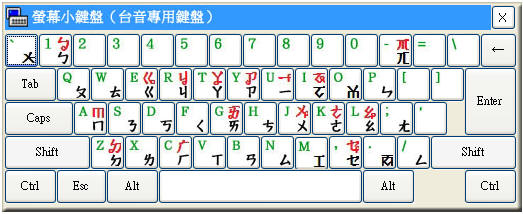 螢幕小鍵盤（台音專用鍵盤） X
` ㄨ 1 ㄅ 2 3 4 5 6 7 8 9 0 - = \ ←
Tab Q ㄆ W ㄊ E ㄍ R ㄐ T ㄚ Y ㄗ U ㄧ I ㄛ O P ㄣ [ ]
Caps A ㄇ S ㄋ D ㄎ F ㄑ G H J ㄨ K ㄜ L ㄠ ; ㄤ ' Enter
Shift Z ㄉ X ㄌ C ㄏ V B N ㄙ M , ㄝ . / ㄥ Shift
Ctrl Esc Alt Alt Ctrl